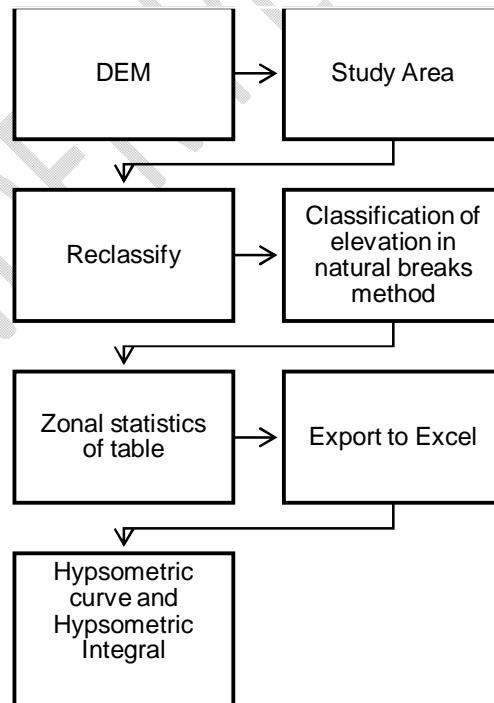 DEM
Study Area
Reclassify
Classification of
elevation in
natural breaks
method
Zonal statistics
of table
Export to Excel
Hypsometric
curve and
Hypsometric
Integral